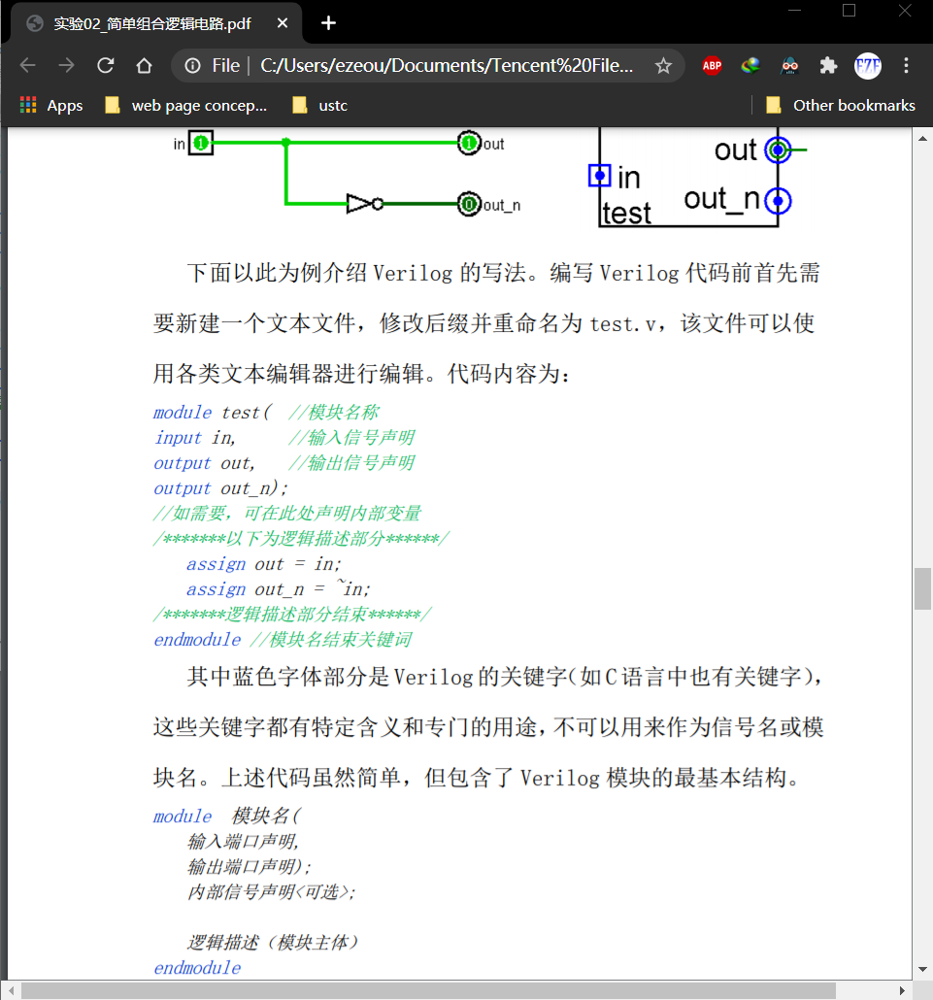 实验02_简单组合逻辑电路.pdf
File C:/Users/ezeou/Documents/Tencent%20File... ABP EZE
Apps web page concep... ustc Other bookmarks
in 1 1 out
0 out_n
out
in
out_n
test
下面以此为例介绍 Verilog 的写法。编写 Verilog 代码前首先需
要新建一个文本文件，修改后缀并重命名为 test.v，该文件可以使
用各类文本编辑器进行编辑。代码内容为：
module test( //模块名称
input in, //输入信号声明
output out, //输出信号声明
output out_n);
//如需要，可在此处声明内部变量
/*******以下为逻辑描述部分******/
assign out = in;
assign out_n = ~in;
/*******逻辑描述部分结束******/
endmodule //模块名结束关键词
其中蓝色字体部分是 Verilog 的关键字（如 C 语言中也有关键字），
这些关键字都有特定含义和专门的用途，不可以用来作为信号名或模
块名。上述代码虽然简单，但包含了 Verilog 模块的最基本结构。
module 模块名(
输入端口声明,
输出端口声明);
内部信号声明<可选>;
逻辑描述（模块主体）
endmodule